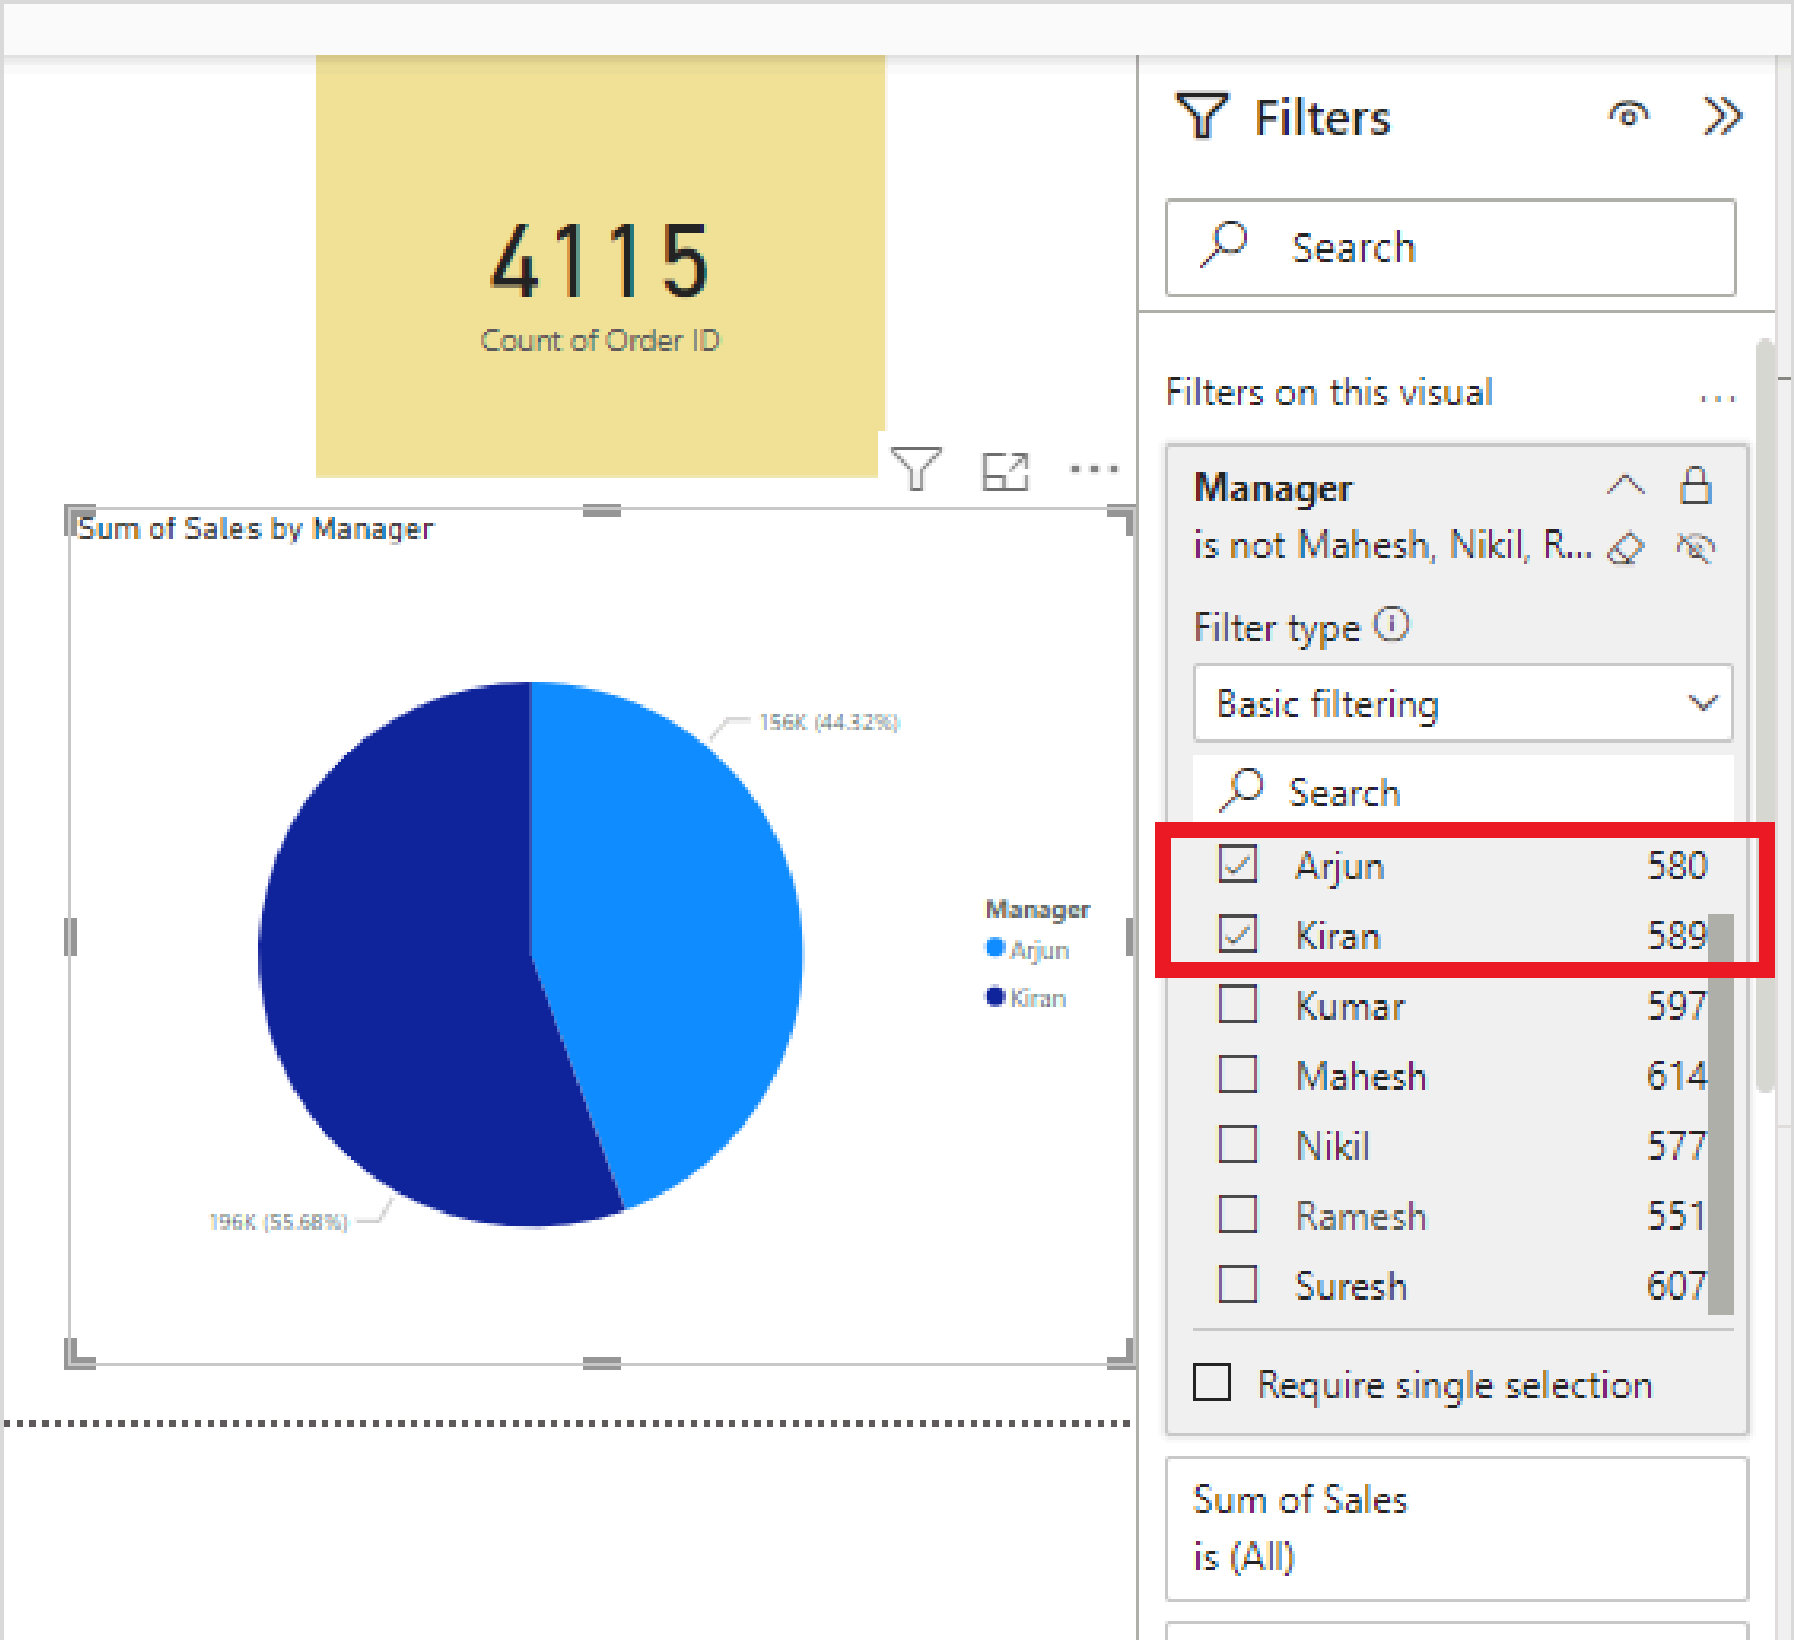 4115
Count of Order ID
Sum of Sales by Manager
156K (44.32%)
196K (55.68%)
Manager
Arjun
Kiran
Filters
Search
Filters on this visual
Manager
is not Mahesh, Nikil, R...
Filter type
Basic filtering
Search
Arjun 580
Kiran 589
Kumar 597
Mahesh 614
Nikil 577
Ramesh 551
Suresh 607
Require single selection
Sum of Sales
is (All)